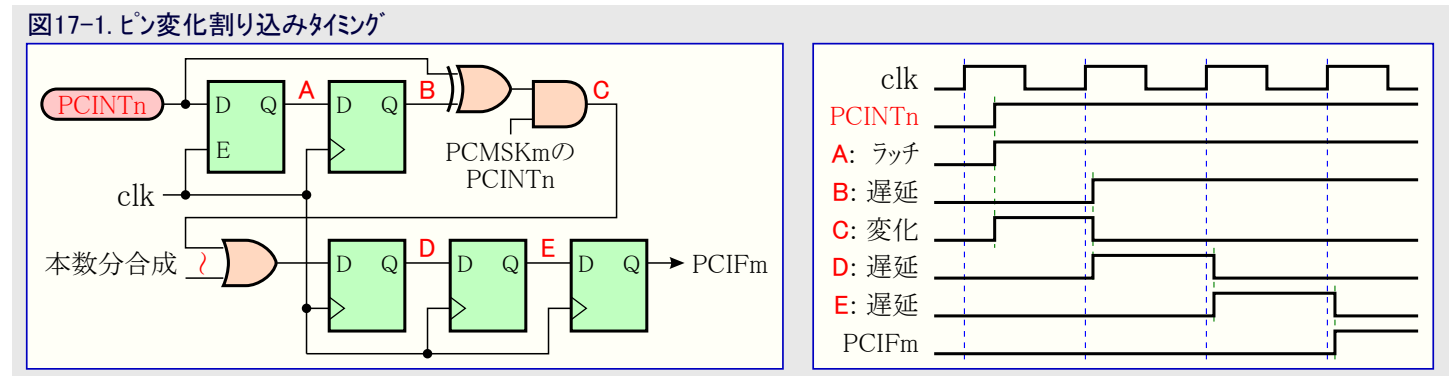 図17-1. ピン変化割り込みタイミング
PCINTn
D Q
E
A
D Q
B
C
PCMSKmの
PCINTn
clk
本数分合成
~
D Q
D
D Q
E
D Q
PCIFm
clk
PCINTn
A: ラッチ
B: 遅延
C: 変化
D: 遅延
E: 遅延
PCIFm